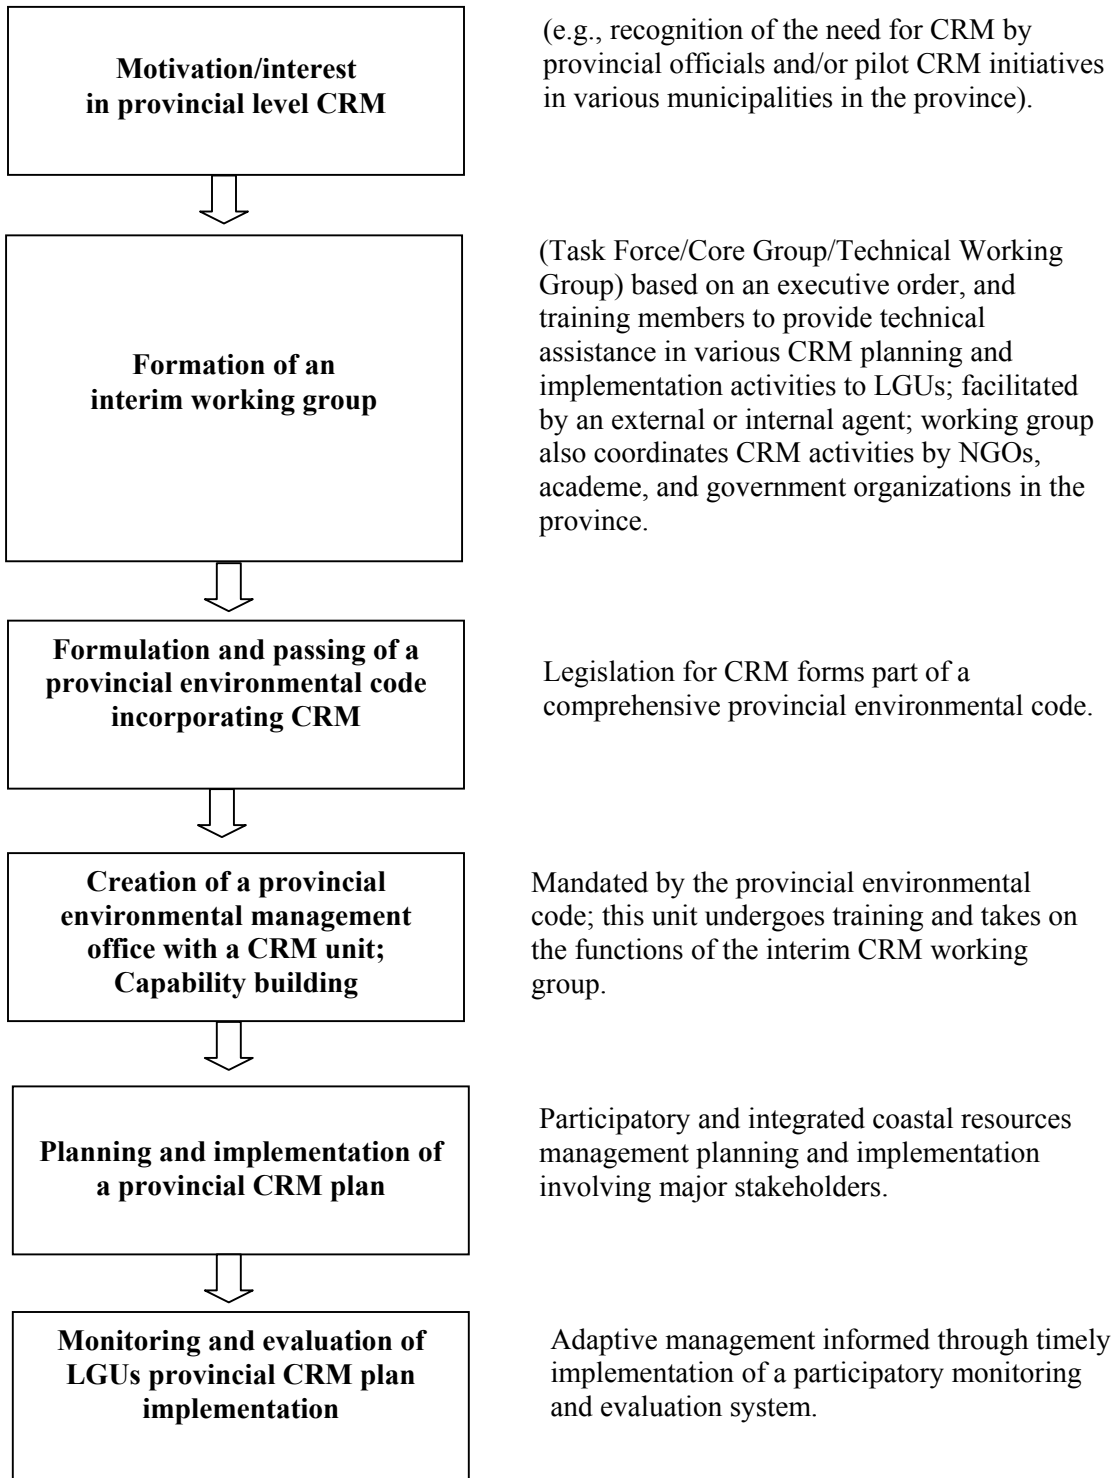 Motivation/interest
in provincial level CRM
(e.g., recognition of the need for CRM by
provincial officials and/or pilot CRM initiatives
in various municipalities in the province).
Formation of an
interim working group
(Task Force/Core Group/Technical Working
Group) based on an executive order, and
training members to provide technical
assistance in various CRM planning and
implementation activities to LGUs; facilitated
by an external or internal agent; working group
also coordinates CRM activities by NGOs,
academe, and government organizations in the
province.
Formulation and passing of a
provincial environmental code
incorporating CRM
Legislation for CRM forms part of a
comprehensive provincial environmental code.
Creation of a provincial
environmental management
office with a CRM unit;
Capability building
Mandated by the provincial environmental
code; this unit undergoes training and takes on
the functions of the interim CRM working
group.
Planning and implementation of
a provincial CRM plan
Participatory and integrated coastal resources
management planning and implementation
involving major stakeholders.
Monitoring and evaluation of
LGUs provincial CRM plan
implementation
Adaptive management informed through timely
implementation of a participatory monitoring
and evaluation system.